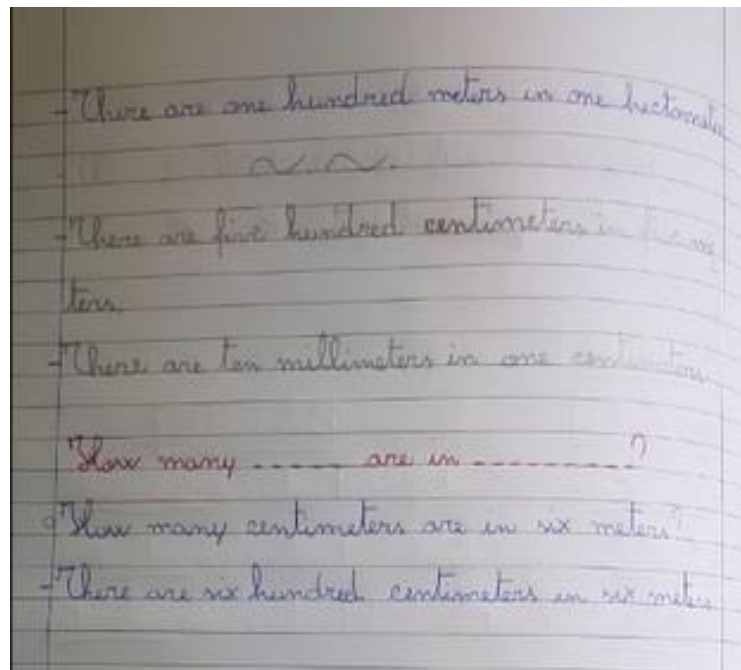 - There are one hundred meters in one hectometer
- There are five hundred centimeters in five me
ters.
- There are ten millimeters in one centimeters.
How many ----- are in ---------?
How many centimeters are in six meters?
- There are six hundred centimeters in six meters